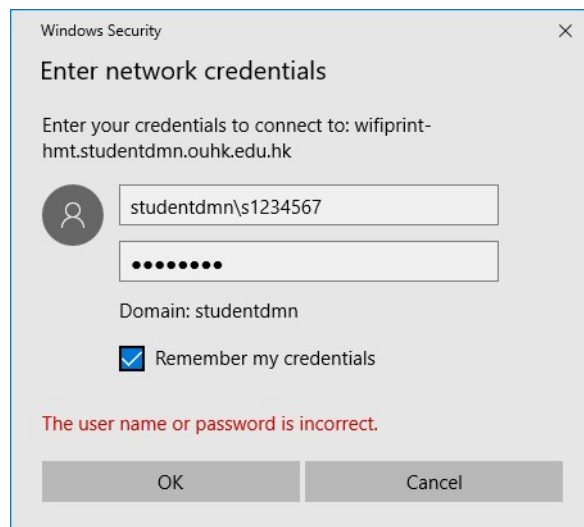 Windows Security
Enter network credentials
Enter your credentials to connect to: wifiprint-
hmt.studentdmn.ouhk.edu.hk
studentdmn\s1234567
●●●●●●●●
Domain: studentdmn
Remember my credentials
The user name or password is incorrect.
OK Cancel